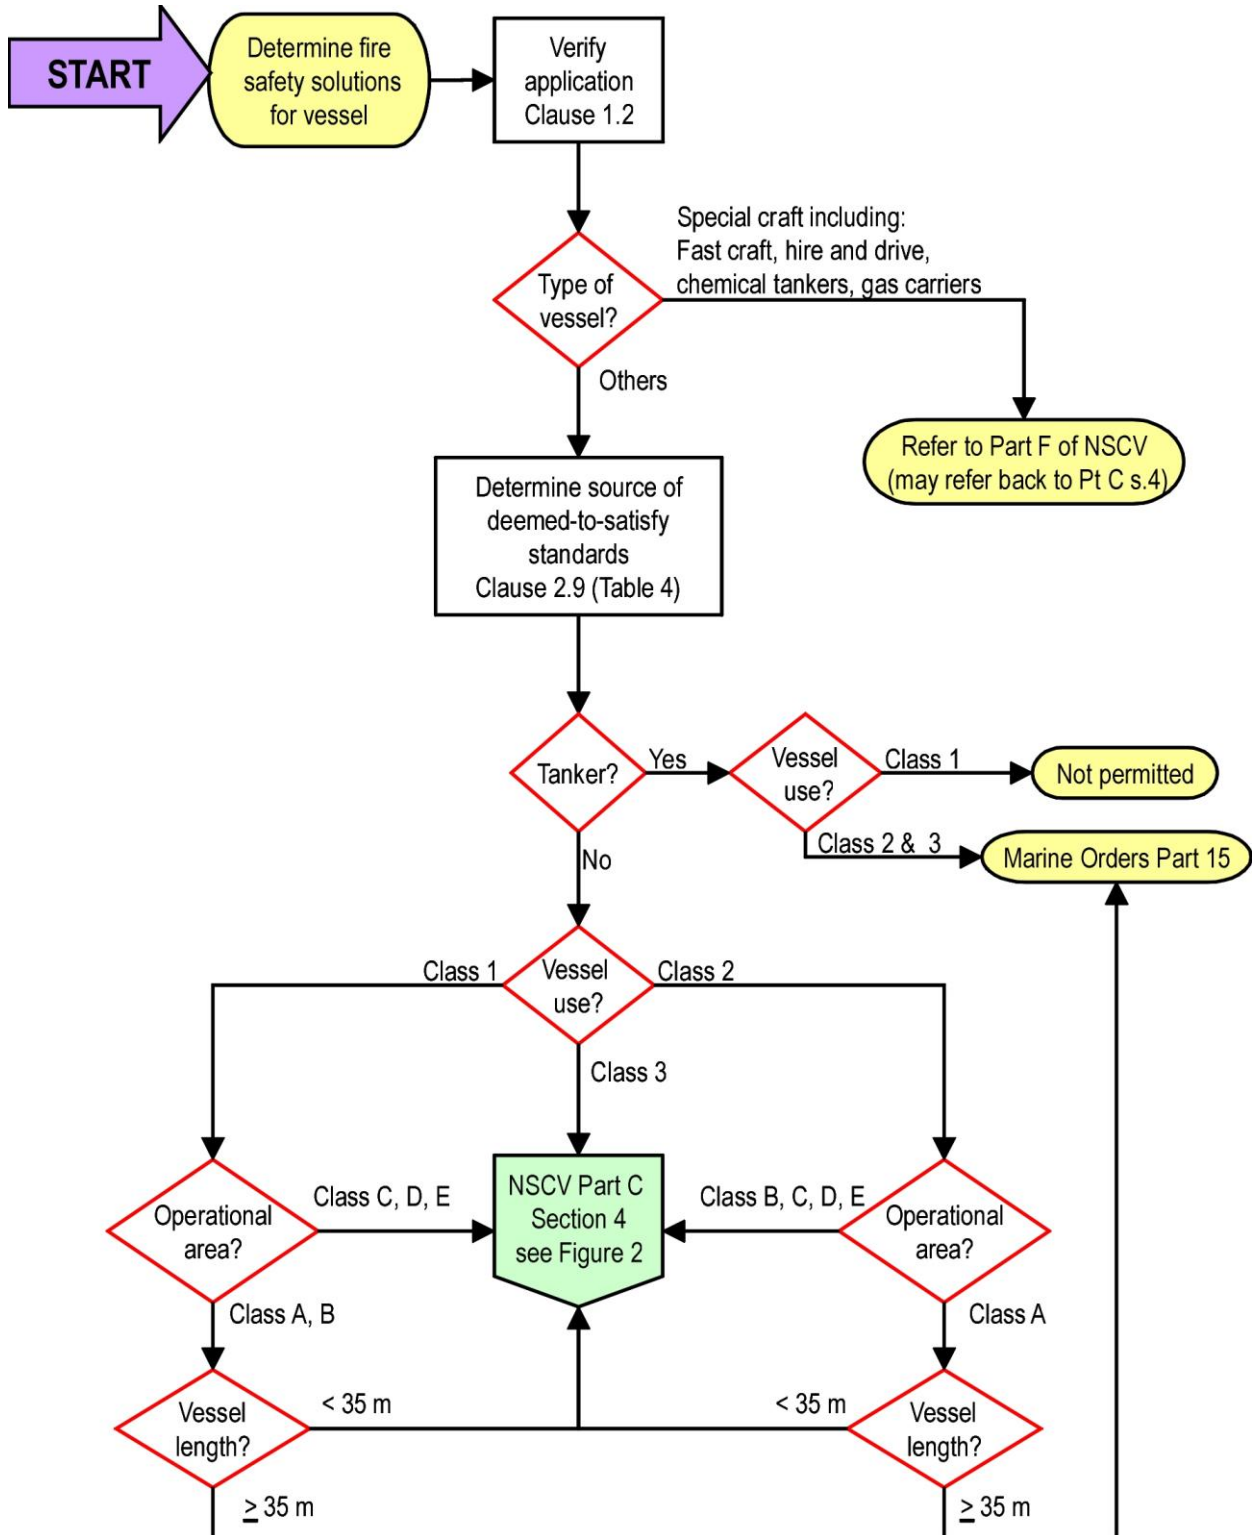 START
Determine fire
safety solutions
for vessel
Verify
application
Clause 1.2
Special craft including:
Fast craft, hire and drive,
chemical tankers, gas carriers
Type of
vessel?
Others
Refer to Part F of NSCV
(may refer back to Pt C s.4)
Determine source of
deemed-to-satisfy
standards
Clause 2.9 (Table 4)
Tanker?
Yes
Vessel
use?
Class 1
Not permitted
Class 2 & 3
Marine Orders Part 15
No
Class 1
Vessel
use?
Class 2
Class 3
Operational
area?
Class C, D, E
NSCV Part C
Section 4
see Figure 2
Class B, C, D, E
Operational
area?
Class A, B
Class A
Vessel
length?
< 35 m
< 35 m
Vessel
length?
≥ 35 m
≥ 35 m